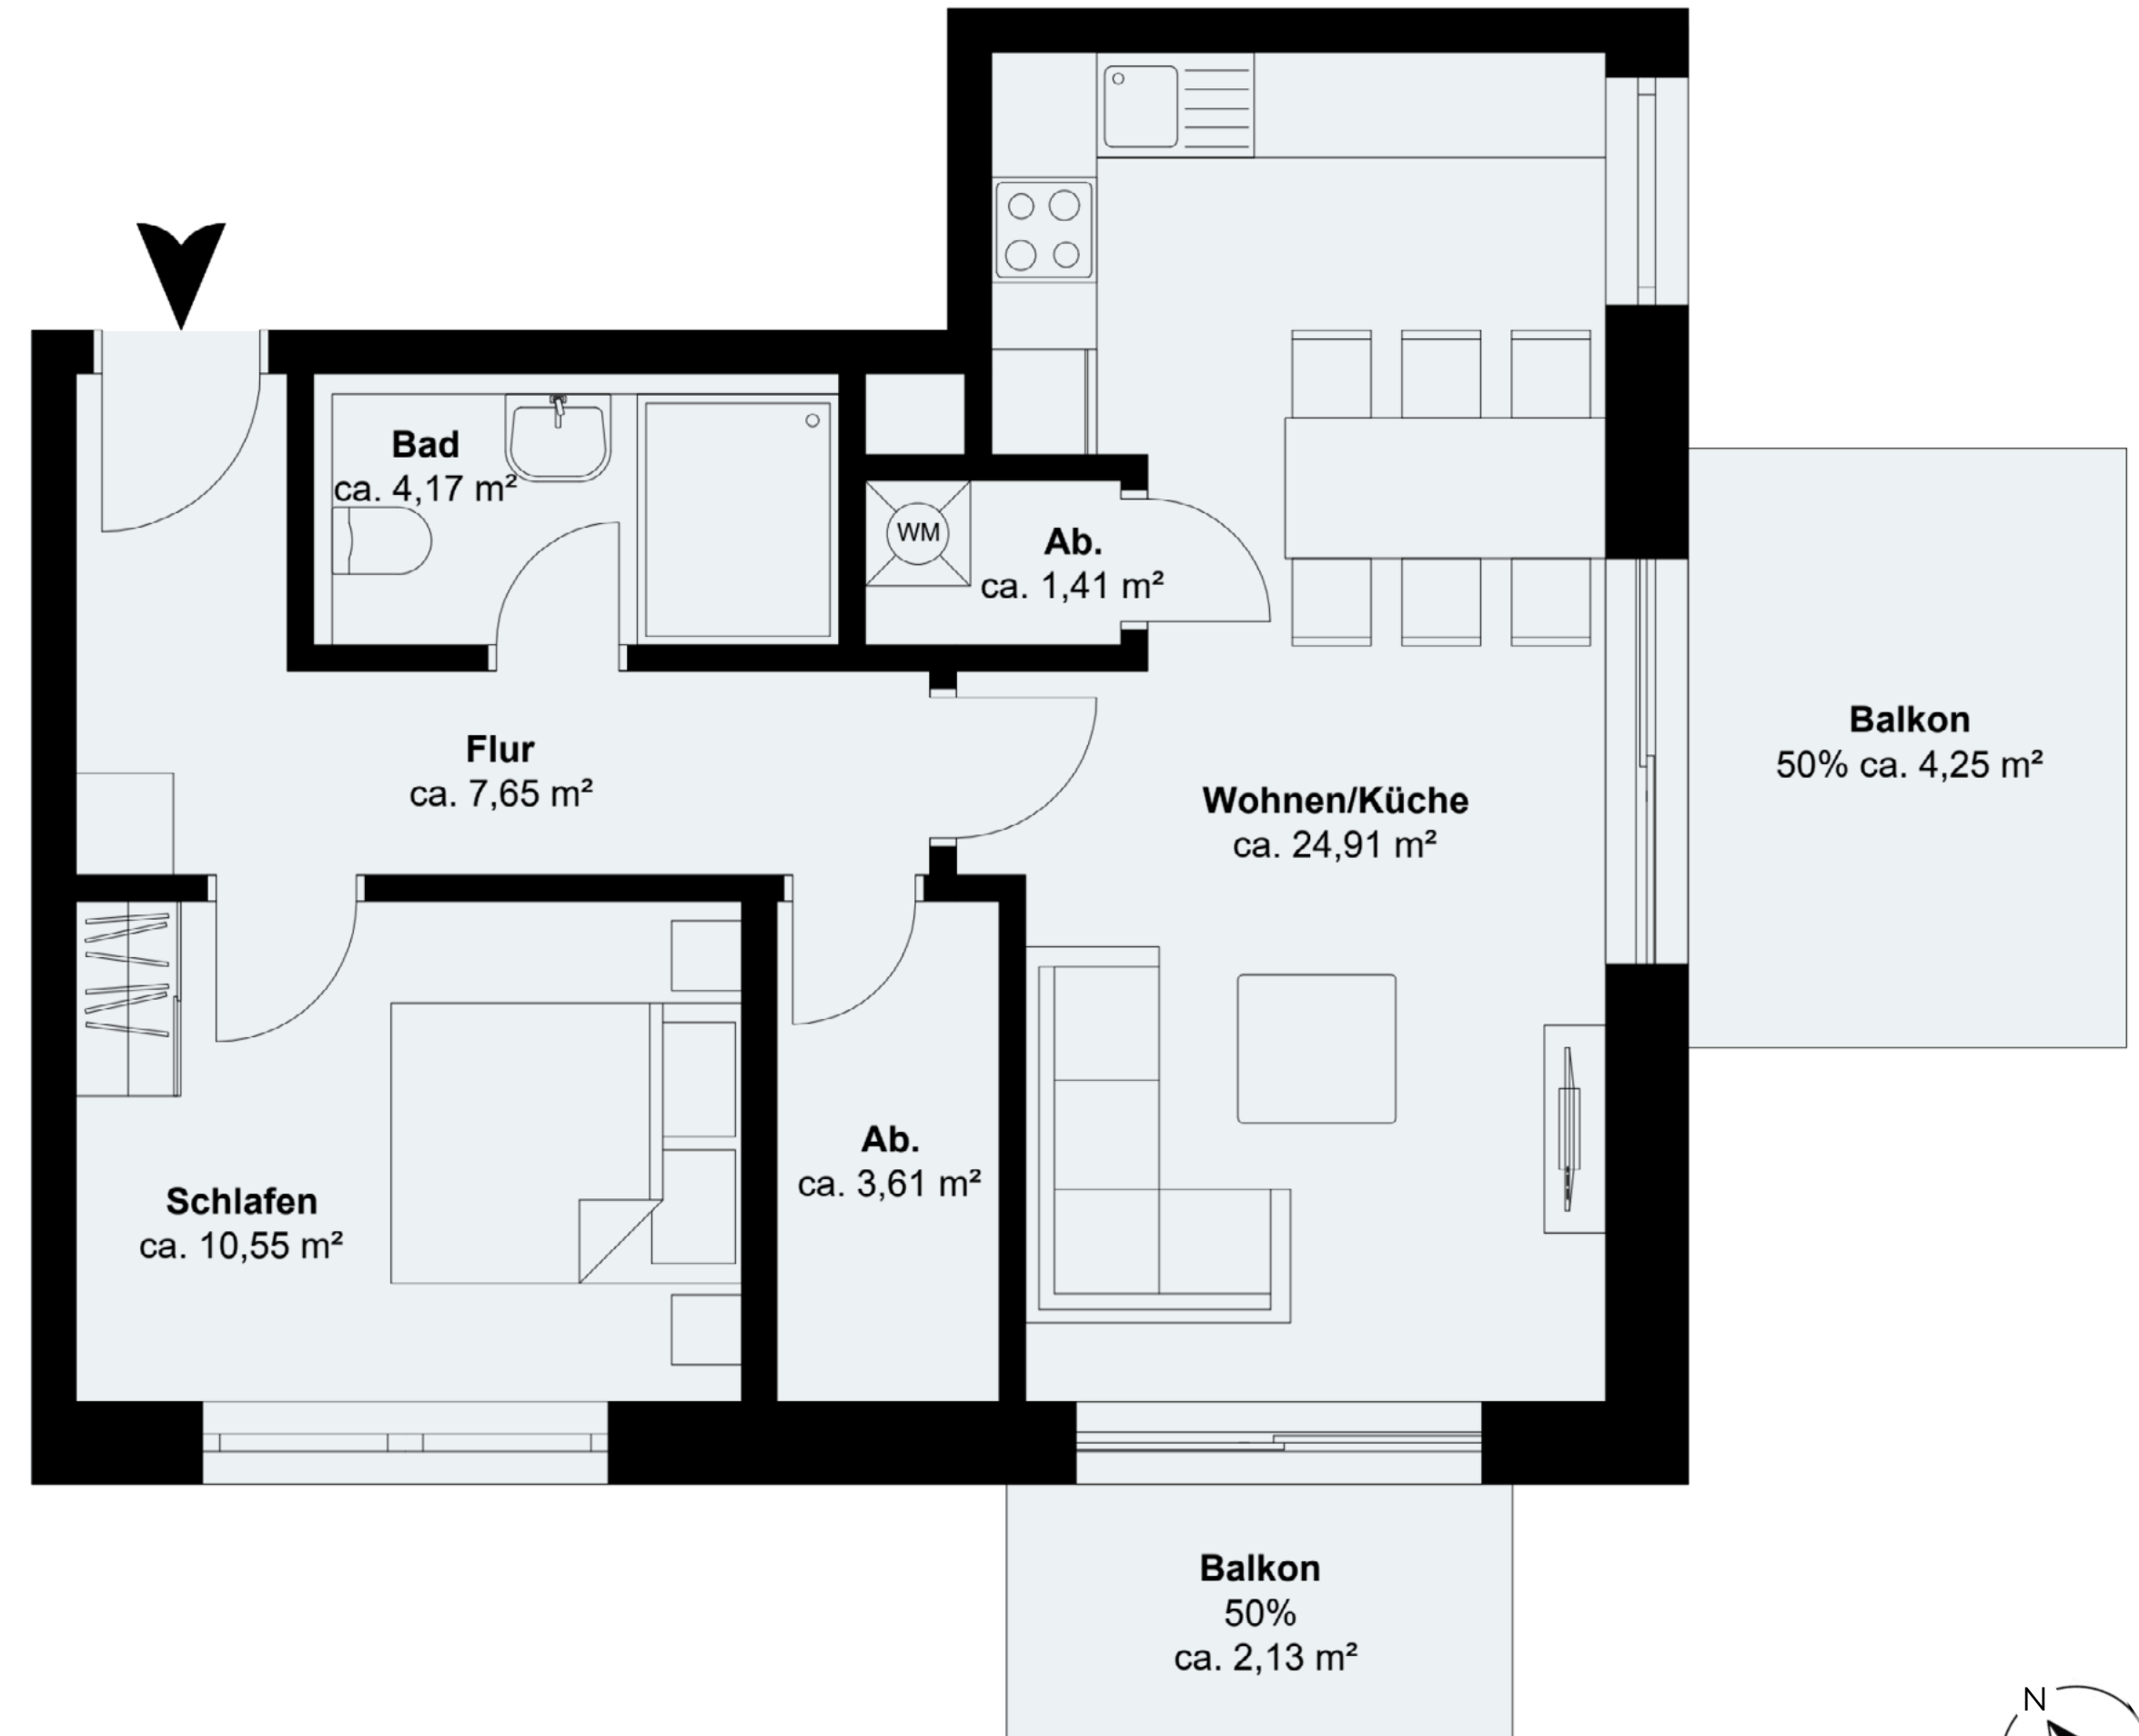 Bad
ca. 4,17 m²
WM
Ab.
ca. 1,41 m²
Flur
ca. 7,65 m²
Wohnen/Küche
ca. 24,91 m²
Balkon
50% ca. 4,25 m²
Schlafen
ca. 10,55 m²
Ab.
ca. 3,61 m²
Balkon
50%
ca. 2,13 m²
N